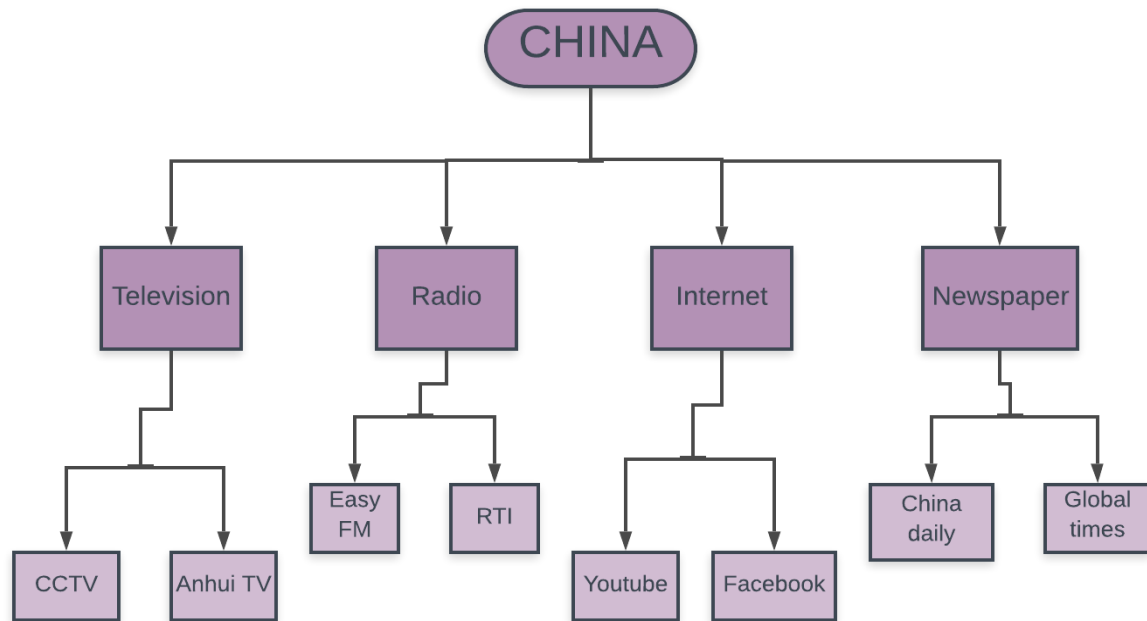 CHINA
Television
Radio
Internet
Newspaper
Easy
FM
RTI
China
daily
Global
times
CCTV
Anhui TV
Youtube
Facebook